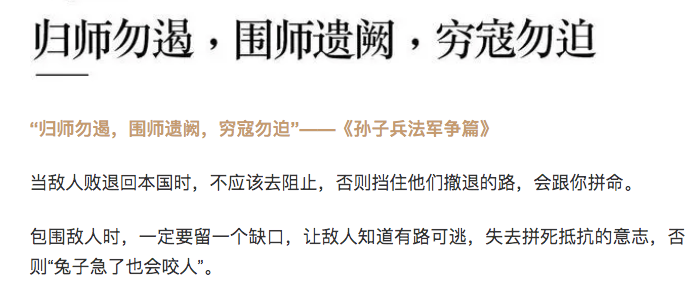 归师勿遏，围师遗阙，穷寇勿迫
“归师勿遏，围师遗阙，穷寇勿迫”——《孙子兵法军争篇》
当敌人败退回本国时，不应该去阻止，否则挡住他们撤退的路，会跟你拼命。
包围敌人时，一定要留一个缺口，让敌人知道有路可逃，失去拼死抵抗的意志，否
则“兔子急了也会咬人”。